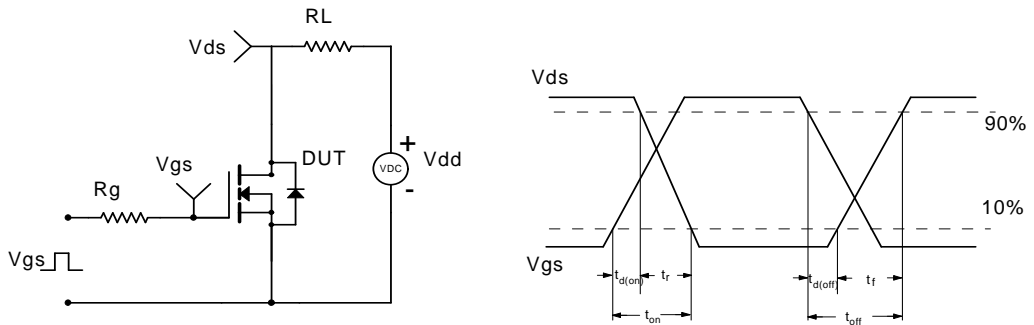 RL
Vds
+
VDC
Vdd
-
DUT
Vgs
Rg
Vgs
Vds
90%
10%
Vgs
td(on)
tr
td(off)
tf
ton
toff